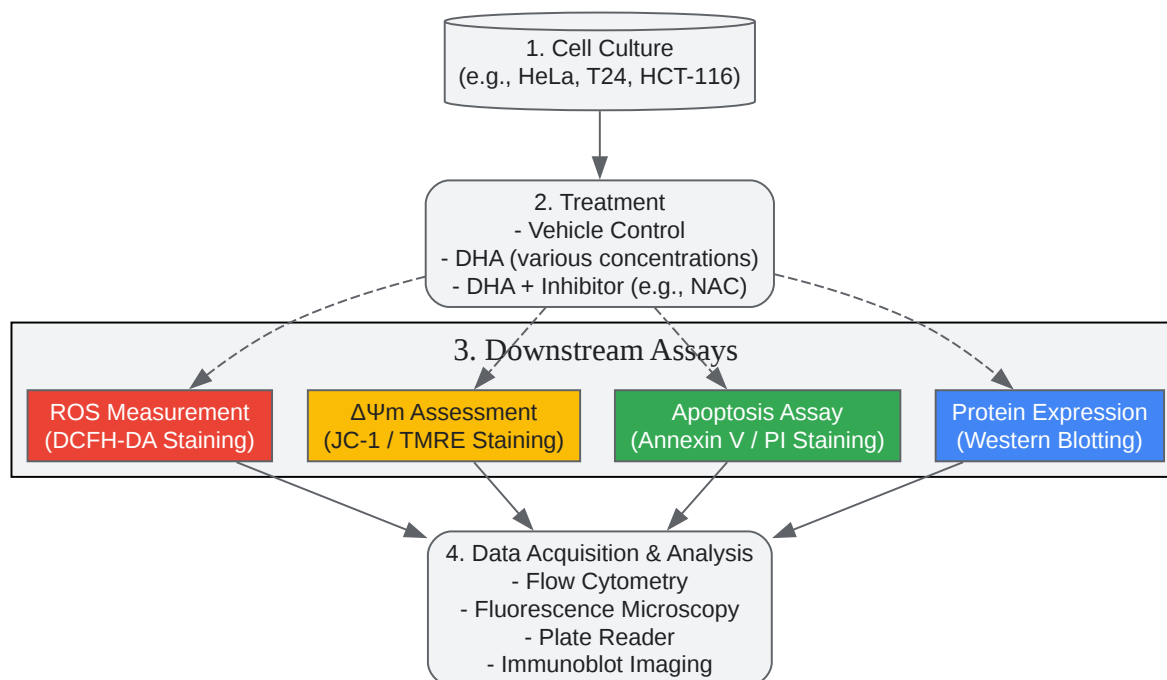 1. Cell Culture
(e.g., HeLa, T24, HCT-116)
2. Treatment
- Vehicle Control
- DHA (various concentrations)
- DHA + Inhibitor (e.g., NAC)
3. Downstream Assays
ROS Measurement
(DCFH-DA Staining)
ΔΨm Assessment
(JC-1 / TMRE Staining)
Apoptosis Assay
(Annexin V / PI Staining)
Protein Expression
(Western Blotting)
4. Data Acquisition & Analysis
- Flow Cytometry
- Fluorescence Microscopy
- Plate Reader
- Immunoblot Imaging